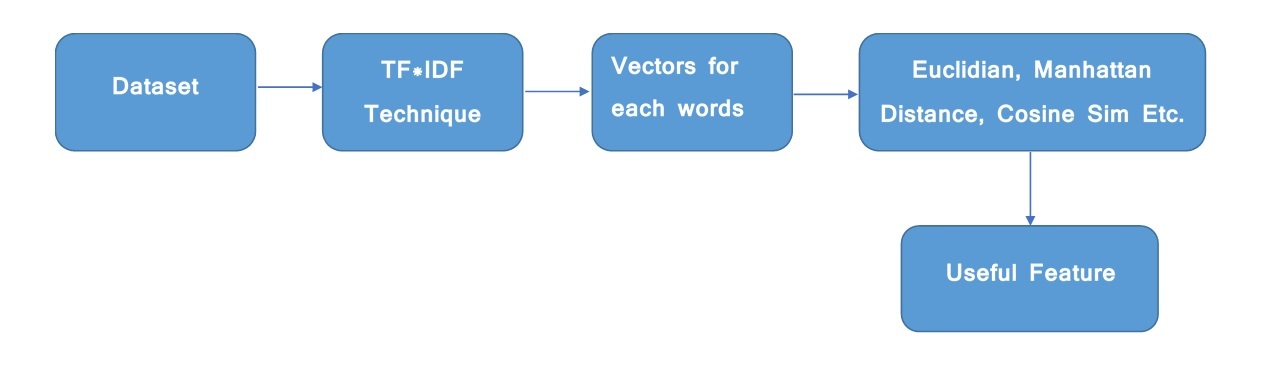 Dataset
TF*IDF
Technique
Vectors for
each words
Euclidian, Manhattan
Distance, Cosine Sim Etc.
Useful Feature